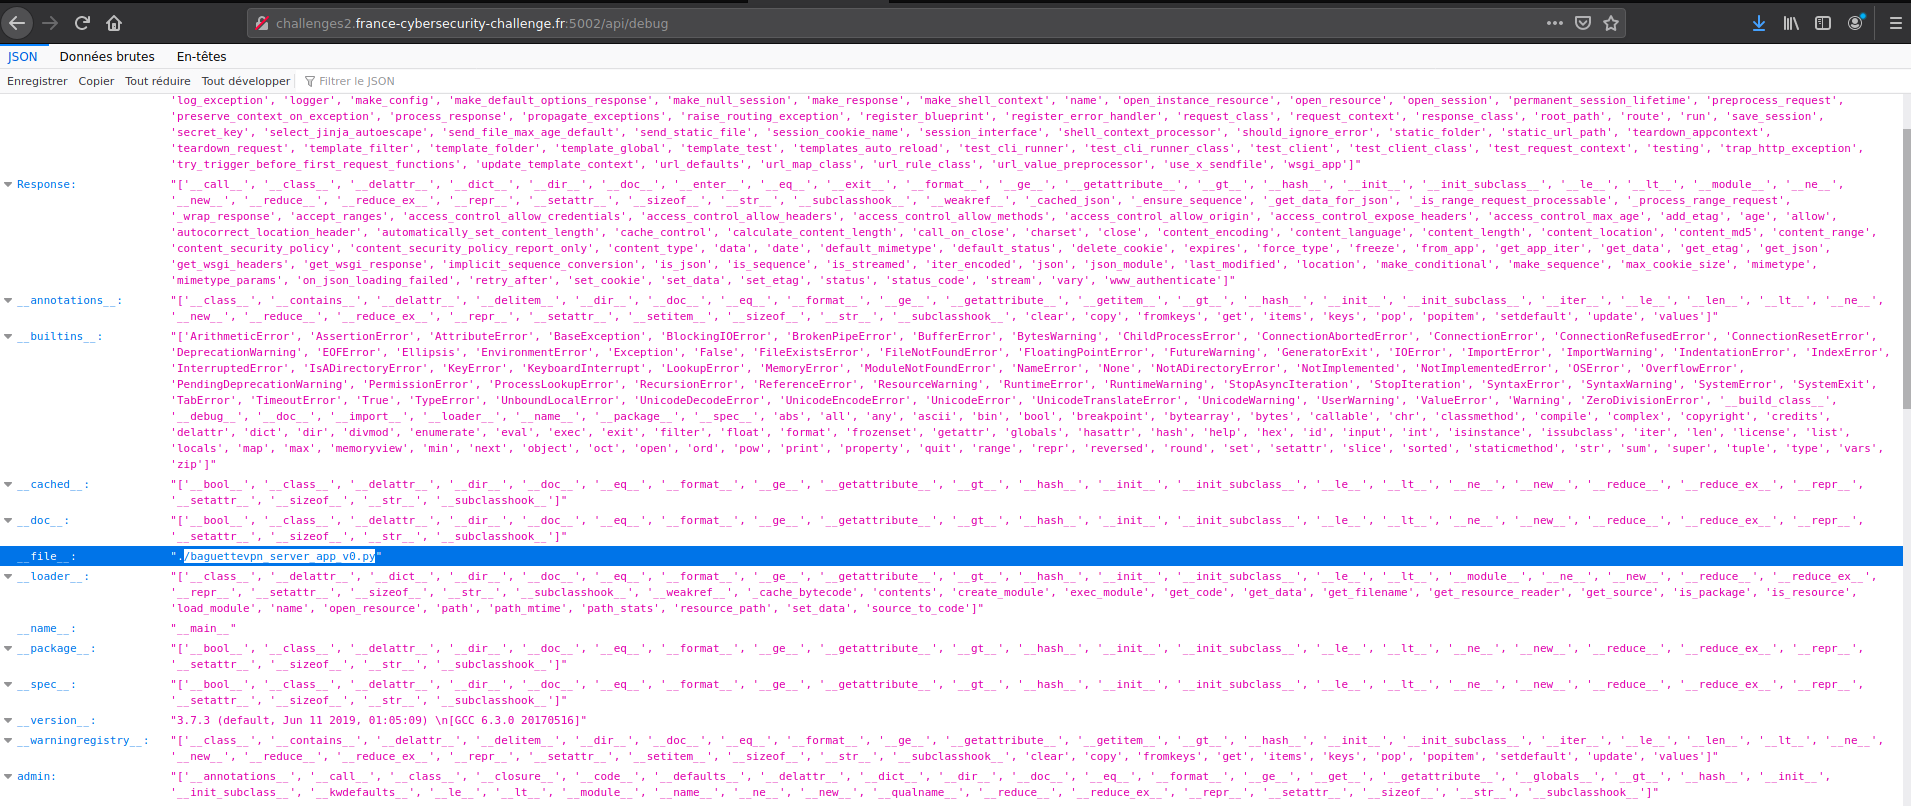 challenges2.france-cybersecurity-challenge.fr:5002/api/debug
JSON Données brutes En-têtes
Enregistrer Copier Tout réduire Tout développer Filtrer le JSON
'log_exception', 'logger', 'make_config', 'make_default_options_response', 'make_null_session', 'make_response', 'make_shell_context', 'name', 'open_instance_resource', 'open_resource', 'open_session', 'permanent_session_lifetime', 'preprocess_request',
'preserve_context_on_exception', 'process_response', 'propagate_exceptions', 'raise_routing_exception', 'register_blueprint', 'register_error_handler', 'request_class', 'request_context', 'response_class', 'root_path', 'route', 'run', 'save_session',
'secret_key', 'select_jinja_autoescape', 'send_file_max_age_default', 'send_static_file', 'session_cookie_name', 'session_interface', 'shell_context_processor', 'should_ignore_error', 'static_folder', 'static_url_path', 'teardown_appcontext',
'teardown_request', 'template_filter', 'template_folder', 'template_global', 'template_test', 'templates_auto_reload', 'test_cli_runner', 'test_cli_runner_class', 'test_client', 'test_client_class', 'test_request_context', 'testing', 'trap_http_exception',
'try_trigger_before_first_request_functions', 'update_template_context', 'url_defaults', 'url_map_class', 'url_rule_class', 'url_value_preprocessor', 'use_x_sendfile', 'wsgi_app']"
Response: "['__call__', '__class__', '__delattr__', '__dict__', '__dir__', '__doc__', '__enter__', '__eq__', '__exit__', '__format__', '__ge__', '__getattribute__', '__gt__', '__hash__', '__init__', '__init_subclass__', '__le__', '__lt__', '__module__', '__ne__',
'__new__', '__reduce__', '__reduce_ex__', '__repr__', '__setattr__', '__sizeof__', '__str__', '__subclasshook__', '__weakref__', '_cached_json', '_ensure_sequence', '_get_data_for_json', '_is_range_request_processable', '_process_range_request',
'_wrap_response', 'accept_ranges', 'access_control_allow_credentials', 'access_control_allow_headers', 'access_control_allow_methods', 'access_control_allow_origin', 'access_control_expose_headers', 'access_control_max_age', 'add_etag', 'age', 'allow',
'autocorrect_location_header', 'automatically_set_content_length', 'cache_control', 'calculate_content_length', 'call_on_close', 'charset', 'close', 'content_encoding', 'content_language', 'content_length', 'content_location', 'content_md5', 'content_range',
'content_security_policy', 'content_security_policy_report_only', 'content_type', 'data', 'date', 'default_mimetype', 'default_status', 'delete_cookie', 'expires', 'force_type', 'freeze', 'from_app', 'get_app_iter', 'get_data', 'get_etag', 'get_json',
'get_wsgi_headers', 'get_wsgi_response', 'implicit_sequence_conversion', 'is_json', 'is_sequence', 'is_streamed', 'iter_encoded', 'json', 'json_module', 'last_modified', 'location', 'make_conditional', 'make_sequence', 'max_cookie_size', 'mimetype',
'mimetype_params', 'on_json_loading_failed', 'retry_after', 'set_cookie', 'set_data', 'set_etag', 'status', 'status_code', 'stream', 'vary', 'www_authenticate']"
__annotations__: "['__class__', '__contains__', '__delattr__', '__delitem__', '__dir__', '__doc__', '__eq__', '__format__', '__ge__', '__getattribute__', '__getitem__', '__gt__', '__hash__', '__init__', '__init_subclass__', '__iter__', '__le__', '__len__', '__lt__', '__ne__',
'__new__', '__reduce__', '__reduce_ex__', '__repr__', '__setattr__', '__setitem__', '__sizeof__', '__str__', '__subclasshook__', 'clear', 'copy', 'fromkeys', 'get', 'items', 'keys', 'pop', 'popitem', 'setdefault', 'update', 'values']"
__builtins__: "['ArithmeticError', 'AssertionError', 'AttributeError', 'BaseException', 'BlockingIOError', 'BrokenPipeError', 'BufferError', 'BytesWarning', 'ChildProcessError', 'ConnectionAbortedError', 'ConnectionError', 'ConnectionRefusedError', 'ConnectionResetError',
'DeprecationWarning', 'EOFError', 'Ellipsis', 'EnvironmentError', 'Exception', 'False', 'FileExistsError', 'FileNotFoundError', 'FloatingPointError', 'FutureWarning', 'GeneratorExit', 'IOError', 'ImportError', 'ImportWarning', 'IndentationError', 'IndexError',
'InterruptedError', 'IsADirectoryError', 'KeyError', 'KeyboardInterrupt', 'LookupError', 'MemoryError', 'ModuleNotFoundError', 'NameError', 'None', 'NotADirectoryError', 'NotImplemented', 'NotImplementedError', 'OSError', 'OverflowError',
'PendingDeprecationWarning', 'PermissionError', 'ProcessLookupError', 'RecursionError', 'ReferenceError', 'ResourceWarning', 'RuntimeError', 'RuntimeWarning', 'StopAsyncIteration', 'StopIteration', 'SyntaxError', 'SyntaxWarning', 'SystemError', 'SystemExit',
'TabError', 'TimeoutError', 'True', 'TypeError', 'UnboundLocalError', 'UnicodeDecodeError', 'UnicodeEncodeError', 'UnicodeError', 'UnicodeTranslateError', 'UnicodeWarning', 'UserWarning', 'ValueError', 'Warning', 'ZeroDivisionError', '__build_class__',
'__debug__', '__doc__', '__import__', '__loader__', '__name__', '__package__', '__spec__', 'abs', 'all', 'any', 'ascii', 'bin', 'bool', 'breakpoint', 'bytearray', 'bytes', 'callable', 'chr', 'classmethod', 'compile', 'complex', 'copyright', 'credits',
'delattr', 'dict', 'dir', 'divmod', 'enumerate', 'eval', 'exec', 'exit', 'filter', 'float', 'format', 'frozenset', 'getattr', 'globals', 'hasattr', 'hash', 'help', 'hex', 'id', 'input', 'int', 'isinstance', 'issubclass', 'iter', 'len', 'license', 'list',
'locals', 'map', 'max', 'memoryview', 'min', 'next', 'object', 'oct', 'open', 'ord', 'pow', 'print', 'property', 'quit', 'range', 'repr', 'reversed', 'round', 'set', 'setattr', 'slice', 'sorted', 'staticmethod', 'str', 'sum', 'super', 'tuple', 'type', 'vars',
'zip']"
__cached__: "['__bool__', '__class__', '__delattr__', '__dir__', '__doc__', '__eq__', '__format__', '__ge__', '__getattribute__', '__gt__', '__hash__', '__init__', '__init_subclass__', '__le__', '__lt__', '__ne__', '__new__', '__reduce__', '__reduce_ex__', '__repr__',
'__setattr__', '__sizeof__', '__str__', '__subclasshook__']"
__doc__: "['__bool__', '__class__', '__delattr__', '__dir__', '__doc__', '__eq__', '__format__', '__ge__', '__getattribute__', '__gt__', '__hash__', '__init__', '__init_subclass__', '__le__', '__lt__', '__ne__', '__new__', '__reduce__', '__reduce_ex__', '__repr__',
'__setattr__', '__sizeof__', '__str__', '__subclasshook__']"
__file__: "./baguettevpn_server_app_v0.py"
__loader__: "['__class__', '__delattr__', '__dict__', '__dir__', '__doc__', '__eq__', '__format__', '__ge__', '__getattribute__', '__gt__', '__hash__', '__init__', '__init_subclass__', '__le__', '__lt__', '__module__', '__ne__', '__new__', '__reduce__', '__reduce_ex__',
'__repr__', '__setattr__', '__sizeof__', '__str__', '__subclasshook__', '__weakref__', '_cache_bytecode', 'contents', 'create_module', 'exec_module', 'get_code', 'get_data', 'get_filename', 'get_resource_reader', 'get_source', 'is_package', 'is_resource',
'load_module', 'name', 'open_resource', 'path', 'path_mtime', 'path_stats', 'resource_path', 'set_data', 'source_to_code']"
__name__: "__main__"
__package__: "['__bool__', '__class__', '__delattr__', '__dir__', '__doc__', '__eq__', '__format__', '__ge__', '__getattribute__', '__gt__', '__hash__', '__init__', '__init_subclass__', '__le__', '__lt__', '__ne__', '__new__', '__reduce__', '__reduce_ex__', '__repr__',
'__setattr__', '__sizeof__', '__str__', '__subclasshook__']"
__spec__: "['__bool__', '__class__', '__delattr__', '__dir__', '__doc__', '__eq__', '__format__', '__ge__', '__getattribute__', '__gt__', '__hash__', '__init__', '__init_subclass__', '__le__', '__lt__', '__ne__', '__new__', '__reduce__', '__reduce_ex__', '__repr__',
'__setattr__', '__sizeof__', '__str__', '__subclasshook__']"
__version__: "3.7.3 (default, Jun 11 2019, 01:05:09) \n[GCC 6.3.0 20170516]"
__warningregistry__: "['__class__', '__contains__', '__delattr__', '__delitem__', '__dir__', '__doc__', '__eq__', '__format__', '__ge__', '__getattribute__', '__getitem__', '__gt__', '__hash__', '__init__', '__init_subclass__', '__iter__', '__le__', '__len__', '__lt__', '__ne__',
'__new__', '__reduce__', '__reduce_ex__', '__repr__', '__setattr__', '__setitem__', '__sizeof__', '__str__', '__subclasshook__', 'clear', 'copy', 'fromkeys', 'get', 'items', 'keys', 'pop', 'popitem', 'setdefault', 'update', 'values']"
admin: "['__annotations__', '__call__', '__class__', '__closure__', '__code__', '__defaults__', '__delattr__', '__dict__', '__dir__', '__doc__', '__eq__', '__format__', '__ge__', '__get__', '__getattribute__', '__globals__', '__gt__', '__hash__', '__init__',
'__init_subclass__', '__kwdefaults__', '__le__', '__lt__', '__module__', '__name__', '__ne__', '__new__', '__qualname__', '__reduce__', '__reduce_ex__', '__repr__', '__setattr__', '__sizeof__', '__str__', '__subclasshook__']"